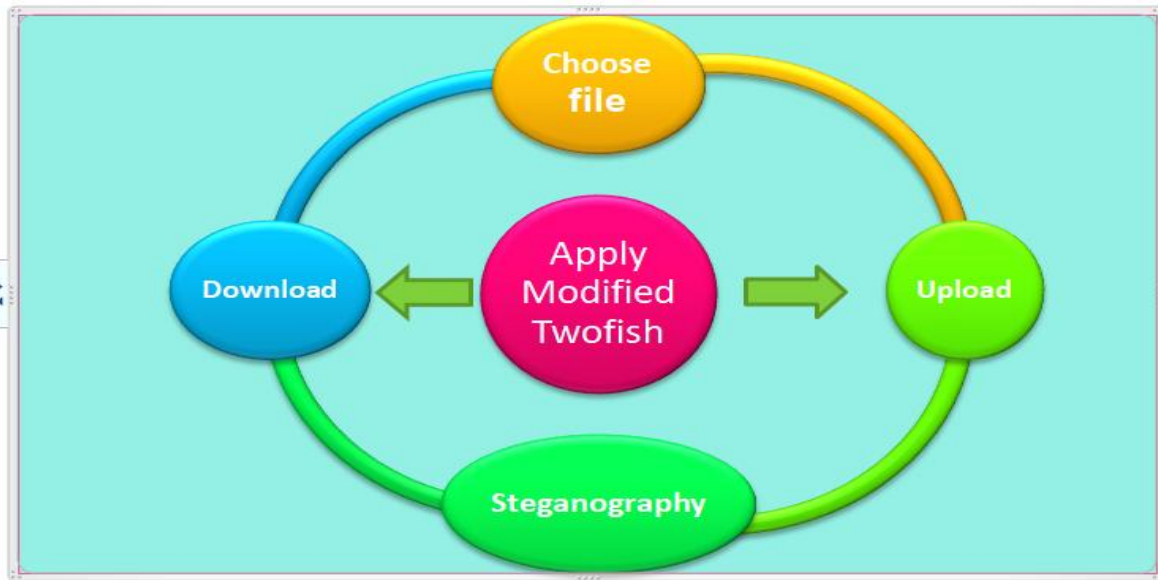 Choose
file
Download
Apply
Modified
Twofish
Upload
Steganography